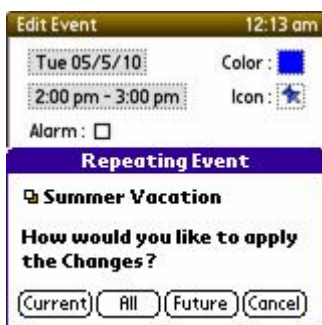 Edit Event 12:13 am
Tue 05/5/10 Color :
2:00 pm - 3:00 pm Icon :
Alarm :
Repeating Event
Summer Vacation
How would you like to apply
the Changes?
Current All Future Cancel